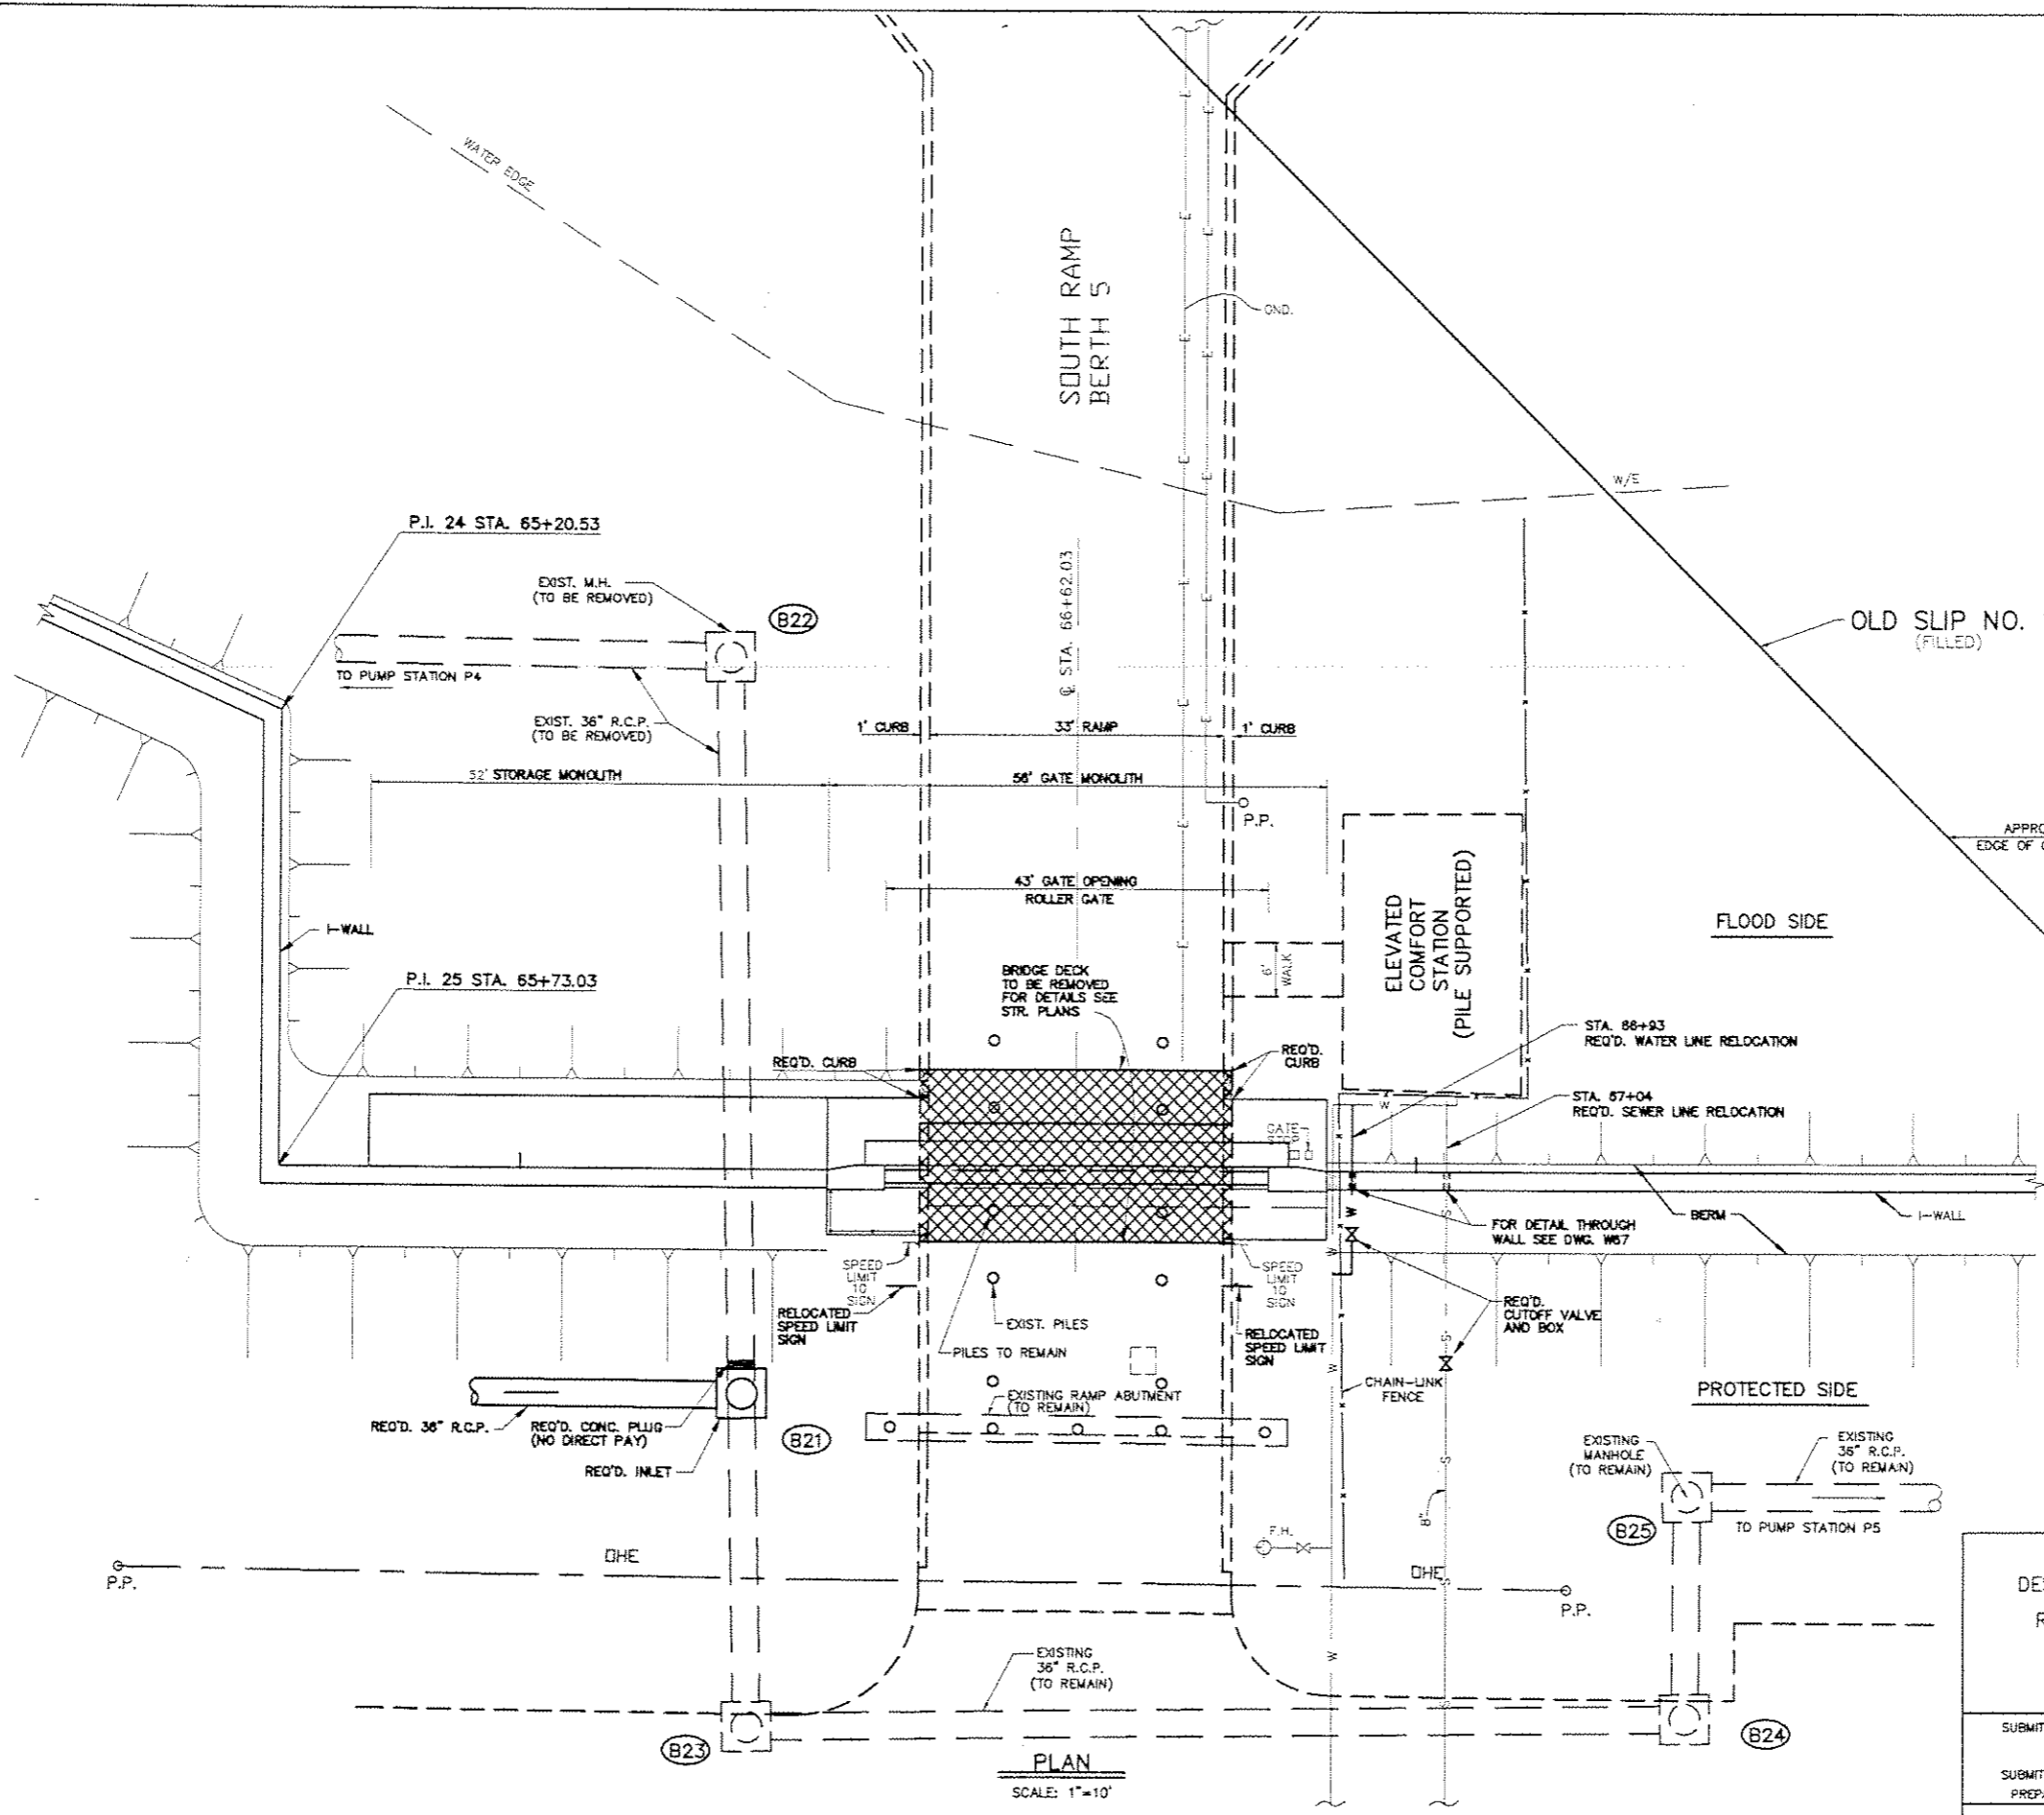 WATER EDGE
SOUTH RAMP
BERTH 5
GND.
W/E
P.I. 24 STA. 65+20.53
EXIST. M.H.
(TO BE REMOVED)
B22
TO PUMP STATION P4
EXIST. 36" R.C.P.
(TO BE REMOVED)
℄ STA. 66+62.03
OLD SLIP NO.
(FILLED)
1' CURB
33' RAMP
1' CURB
52' STORAGE MONOLITH
56' GATE MONOLITH
P.P.
43' GATE OPENING
ROLLER GATE
ELEVATED
COMFORT
STATION
(PILE SUPPORTED)
APPRO
EDGE OF
I-WALL
FLOOD SIDE
6'
WALK
P.I. 25 STA. 65+73.03
BRIDGE DECK
TO BE REMOVED
FOR DETAILS SEE
STR. PLANS
REQ'D. CURB
REQ'D.
CURB
STA. 66+93
REQ'D. WATER LINE RELOCATION
STA. 67+04
REQ'D. SEWER LINE RELOCATION
W
GATE
STOP
FOR DETAIL THROUGH
WALL SEE DWG. W67
BERM
I-WALL
W
S
W
SPEED
LIMIT
10
SIGN
RELOCATED
SPEED LIMIT
SIGN
SPEED
LIMIT
10
SIGN
RELOCATED
SPEED LIMIT
SIGN
EXIST. PILES
PILES TO REMAIN
REQ'D.
CUTOFF VALVE
AND BOX
CHAIN-LINK
FENCE
PROTECTED SIDE
EXISTING RAMP ABUTMENT
(TO REMAIN)
REQ'D. 36" R.C.P.
REQ'D. CONC. PLUG
(NO DIRECT PAY)
REQ'D. INLET
B21
EXISTING
MANHOLE
(TO REMAIN)
EXISTING
36" R.C.P.
(TO REMAIN)
B25
TO PUMP STATION P5
8"
F.H.
OHE
OHE
P.P.
P.P.
EXISTING
36" R.C.P.
(TO REMAIN)
B23
B24
PLAN
SCALE: 1"=10'
DE
R
SUBMIT
SUBMIT
PREP